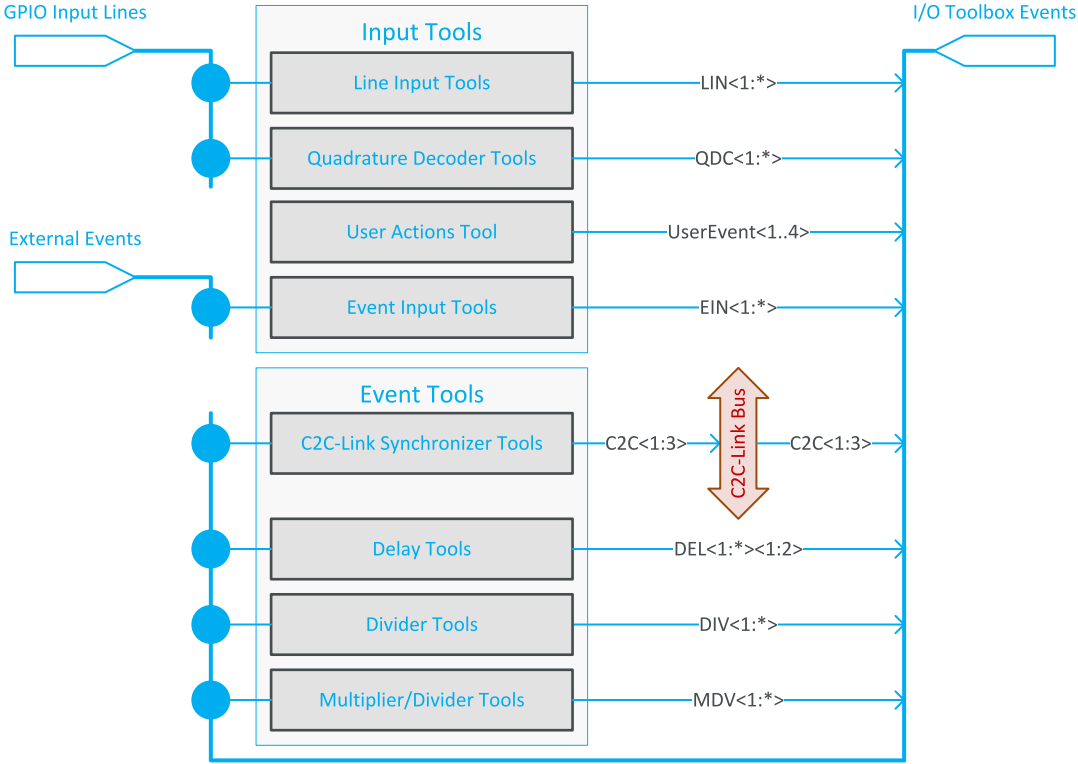 GPIO Input Lines
I/O Toolbox Events
Input Tools
Line Input Tools
LIN<1:*>
Quadrature Decoder Tools
QDC<1:*>
User Actions Tool
UserEvent<1..4>
External Events
Event Input Tools
EIN<1:*>
Event Tools
C2C-Link Synchronizer Tools
C2C<1:3>
C2C-Link Bus
C2C<1:3>
Delay Tools
DEL<1:*><1:2>
Divider Tools
DIV<1:*>
Multiplier/Divider Tools
MDV<1:*>